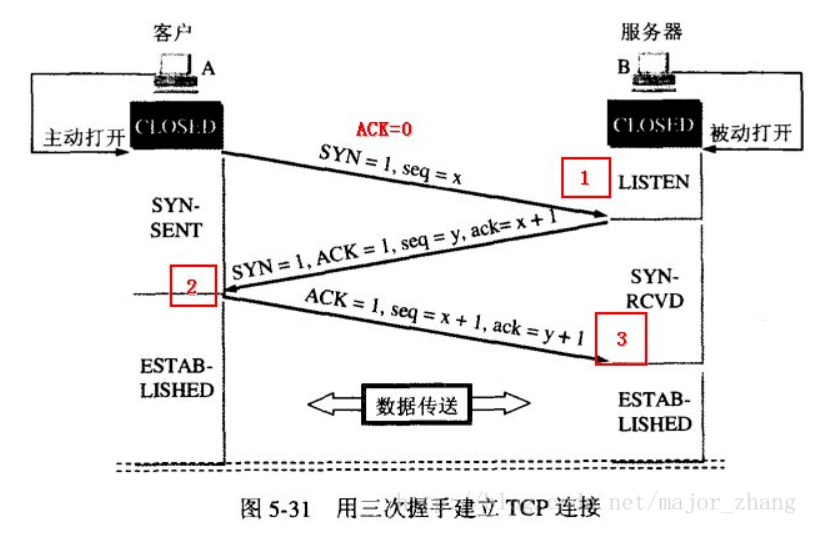 客户
服务器
A
B
CLOSED
CLOSED
主动打开
被动打开
ACK=0
SYN = 1, seq = x
1
LISTEN
SYN-
SENT
SYN = 1, ACK = 1, seq = y, ack= x + 1
2
SYN-
RCVD
ACK = 1, seq = x + 1, ack = y + 1
3
ESTAB-
LISHED
数据传送
ESTAB-
LISHED
图 5-31 用三次握手建立 TCP 连接
net/major_zhang